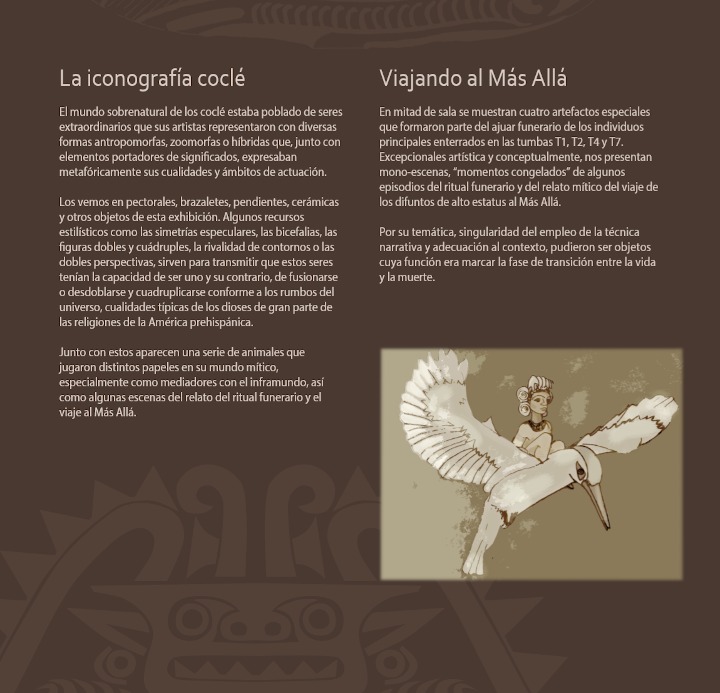 La iconografía coclé
El mundo sobrenatural de los coclé estaba poblado de seres
extraordinarios que sus artistas representaron con diversas
formas antropomorfas, zoomorfas o híbridas que, junto con
elementos portadores de significados, expresaban
metafóricamente sus cualidades y ámbitos de actuación.
Los vemos en pectorales, brazaletes, pendientes, cerámicas
y otros objetos de esta exhibición. Algunos recursos
estilísticos como las simetrías especulares, las bicefalias, las
figuras dobles y cuádruples, la rivalidad de contornos o las
dobles perspectivas, sirven para transmitir que estos seres
tenían la capacidad de ser uno y su contrario, de fusionarse
o desdoblarse y cuadruplicarse conforme a los rumbos del
universo, cualidades típicas de los dioses de gran parte de
las religiones de la América prehispánica.
Junto con estos aparecen una serie de animales que
jugaron distintos papeles en su mundo mítico,
especialmente como mediadores con el inframundo, así
como algunas escenas del relato del ritual funerario y el
viaje al Más Allá.
Viajando al Más Allá
En mitad de sala se muestran cuatro artefactos especiales
que formaron parte del ajuar funerario de los individuos
principales enterrados en las tumbas T1, T2, T4 y T7.
Excepcionales artística y conceptualmente, nos presentan
mono-escenas, “momentos congelados” de algunos
episodios del ritual funerario y del relato mítico del viaje de
los difuntos de alto estatus al Más Allá.
Por su temática, singularidad del empleo de la técnica
narrativa y adecuación al contexto, pudieron ser objetos
cuya función era marcar la fase de transición entre la vida
y la muerte.